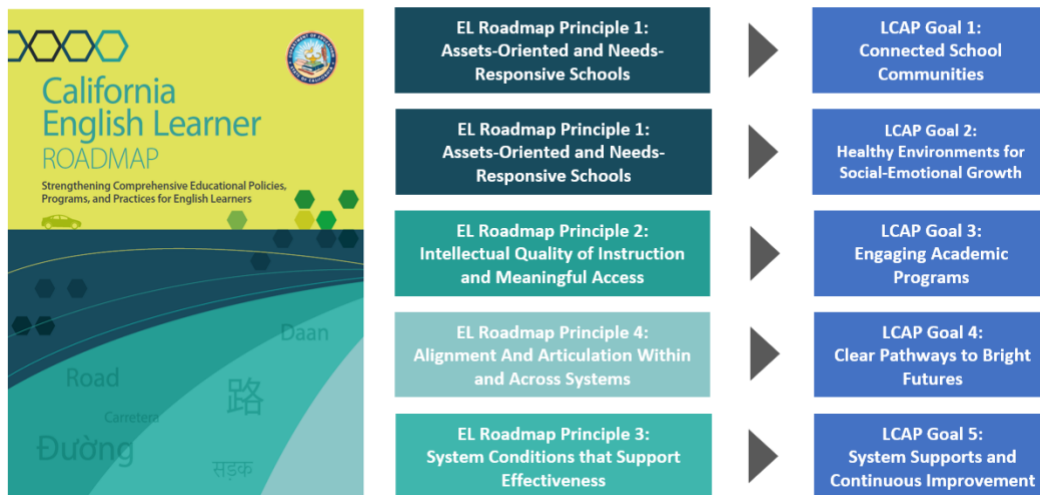 California
English Learner
ROADMAP
Strengthening Comprehensive Educational Policies,
Programs, and Practices for English Learners
Daan
Road
路
Carretera
Đường
सड़क
EL Roadmap Principle 1:
Assets-Oriented and Needs-
Responsive Schools
LCAP Goal 1:
Connected School
Communities
EL Roadmap Principle 1:
Assets-Oriented and Needs-
Responsive Schools
LCAP Goal 2:
Healthy Environments for
Social-Emotional Growth
EL Roadmap Principle 2:
Intellectual Quality of Instruction
and Meaningful Access
LCAP Goal 3:
Engaging Academic
Programs
EL Roadmap Principle 4:
Alignment And Articulation Within
and Across Systems
LCAP Goal 4:
Clear Pathways to Bright
Futures
EL Roadmap Principle 3:
System Conditions that Support
Effectiveness
LCAP Goal 5:
System Supports and
Continuous Improvement